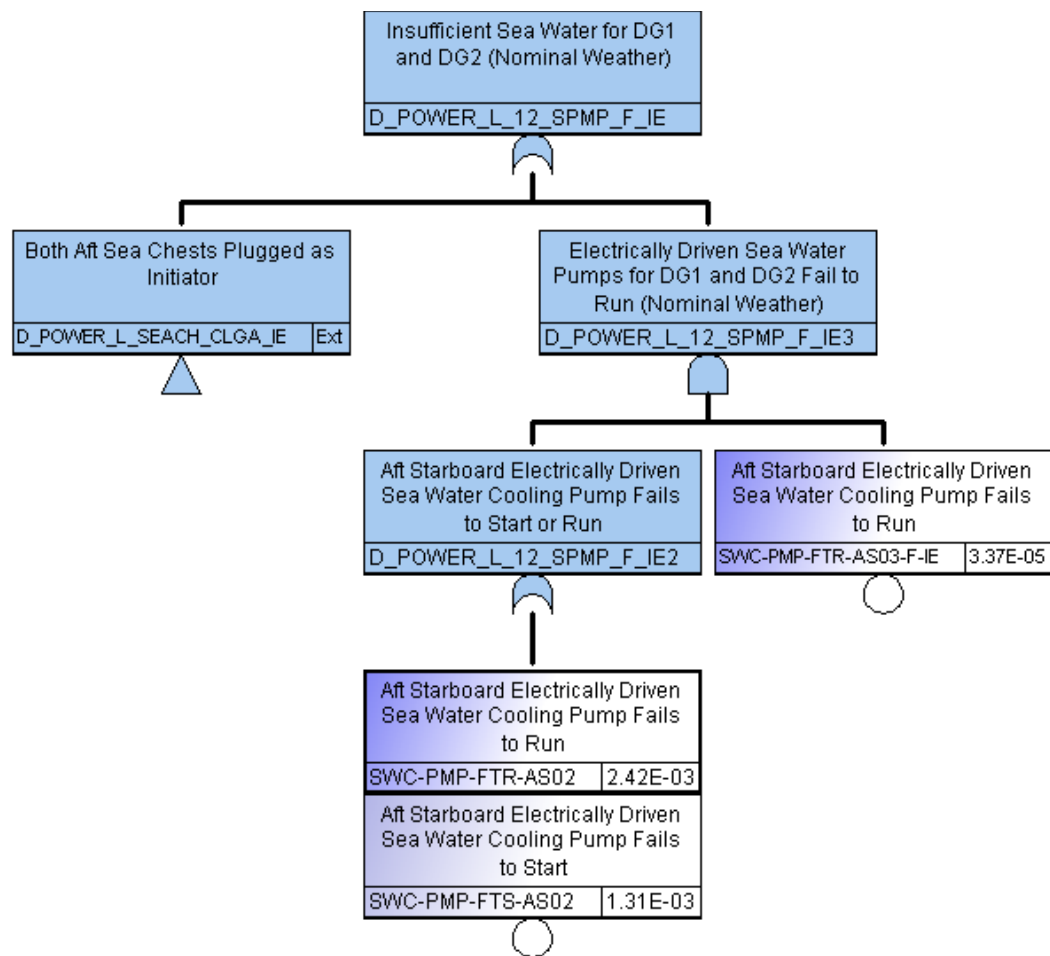 Insufficient Sea Water for DG1
and DG2 (Nominal Weather)
D_POWER_L_12_SPMP_F_IE
Both Aft Sea Chests Plugged as
Initiator
D_POWER_L_SEACH_CLGA_IE Ext
Electrically Driven Sea Water
Pumps for DG1 and DG2 Fail to
Run (Nominal Weather)
D_POWER_L_12_SPMP_F_IE3
Aft Starboard Electrically Driven
Sea Water Cooling Pump Fails
to Start or Run
D_POWER_L_12_SPMP_F_IE2
Aft Starboard Electrically Driven
Sea Water Cooling Pump Fails
to Run
SWC-PMP-FTR-AS03-F-IE 3.37E-05
Aft Starboard Electrically Driven
Sea Water Cooling Pump Fails
to Run
SWC-PMP-FTR-AS02 2.42E-03
Aft Starboard Electrically Driven
Sea Water Cooling Pump Fails
to Start
SWC-PMP-FTS-AS02 1.31E-03